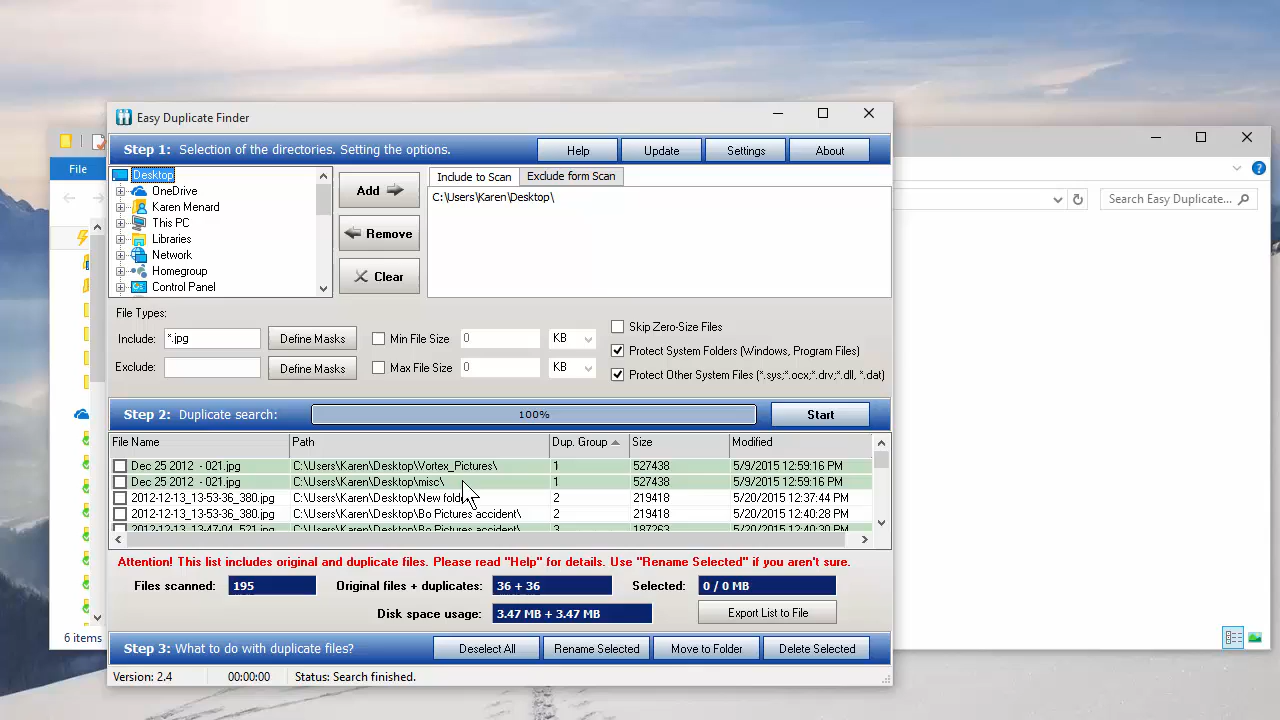 Easy Duplicate Finder
Step 1: Selection of the directories. Setting the options.
Help
Update
Settings
About
File
Desktop
OneDrive
Karen Menard
This PC
Libraries
Network
Homegroup
Control Panel
Add
Remove
Clear
Include to Scan
Exclude form Scan
C:\Users\Karen\Desktop\
Search Easy Duplicate...
File Types:
Include: *.jpg Define Masks
Exclude: Define Masks
Min File Size 0 KB
Max File Size 0 KB
Skip Zero-Size Files
Protect System Folders (Windows, Program Files)
Protect Other System Files (*.sys;*.ocx;*.drv;*.dll, *.dat)
Step 2: Duplicate search: 100% Start
File Name Path Dup. Group Size Modified
Dec 25 2012 - 021.jpg C:\Users\Karen\Desktop\Vortex_Pictures\ 1 527438 5/9/2015 12:59:16 PM
Dec 25 2012 - 021.jpg C:\Users\Karen\Desktop\misc\ 1 527438 5/9/2015 12:59:16 PM
2012-12-13_13-53-36_380.jpg C:\Users\Karen\Desktop\New folder 2 219418 5/20/2015 12:37:44 PM
2012-12-13_13-53-36_380.jpg C:\Users\Karen\Desktop\Bo Pictures accident\ 2 219418 5/20/2015 12:40:28 PM
2012-12-13_13-47-04_521.jpg C:\Users\Karen\Desktop\Bo Pictures accident\ 3 187263 5/20/2015 12:40:30 PM
Attention! This list includes original and duplicate files. Please read "Help" for details. Use "Rename Selected" if you aren't sure.
Files scanned: 195 Original files + duplicates: 36 + 36 Selected: 0 / 0 MB
Disk space usage: 3.47 MB + 3.47 MB Export List to File
6 items
Step 3: What to do with duplicate files? Deselect All Rename Selected Move to Folder Delete Selected
Version: 2.4 00:00:00 Status: Search finished.